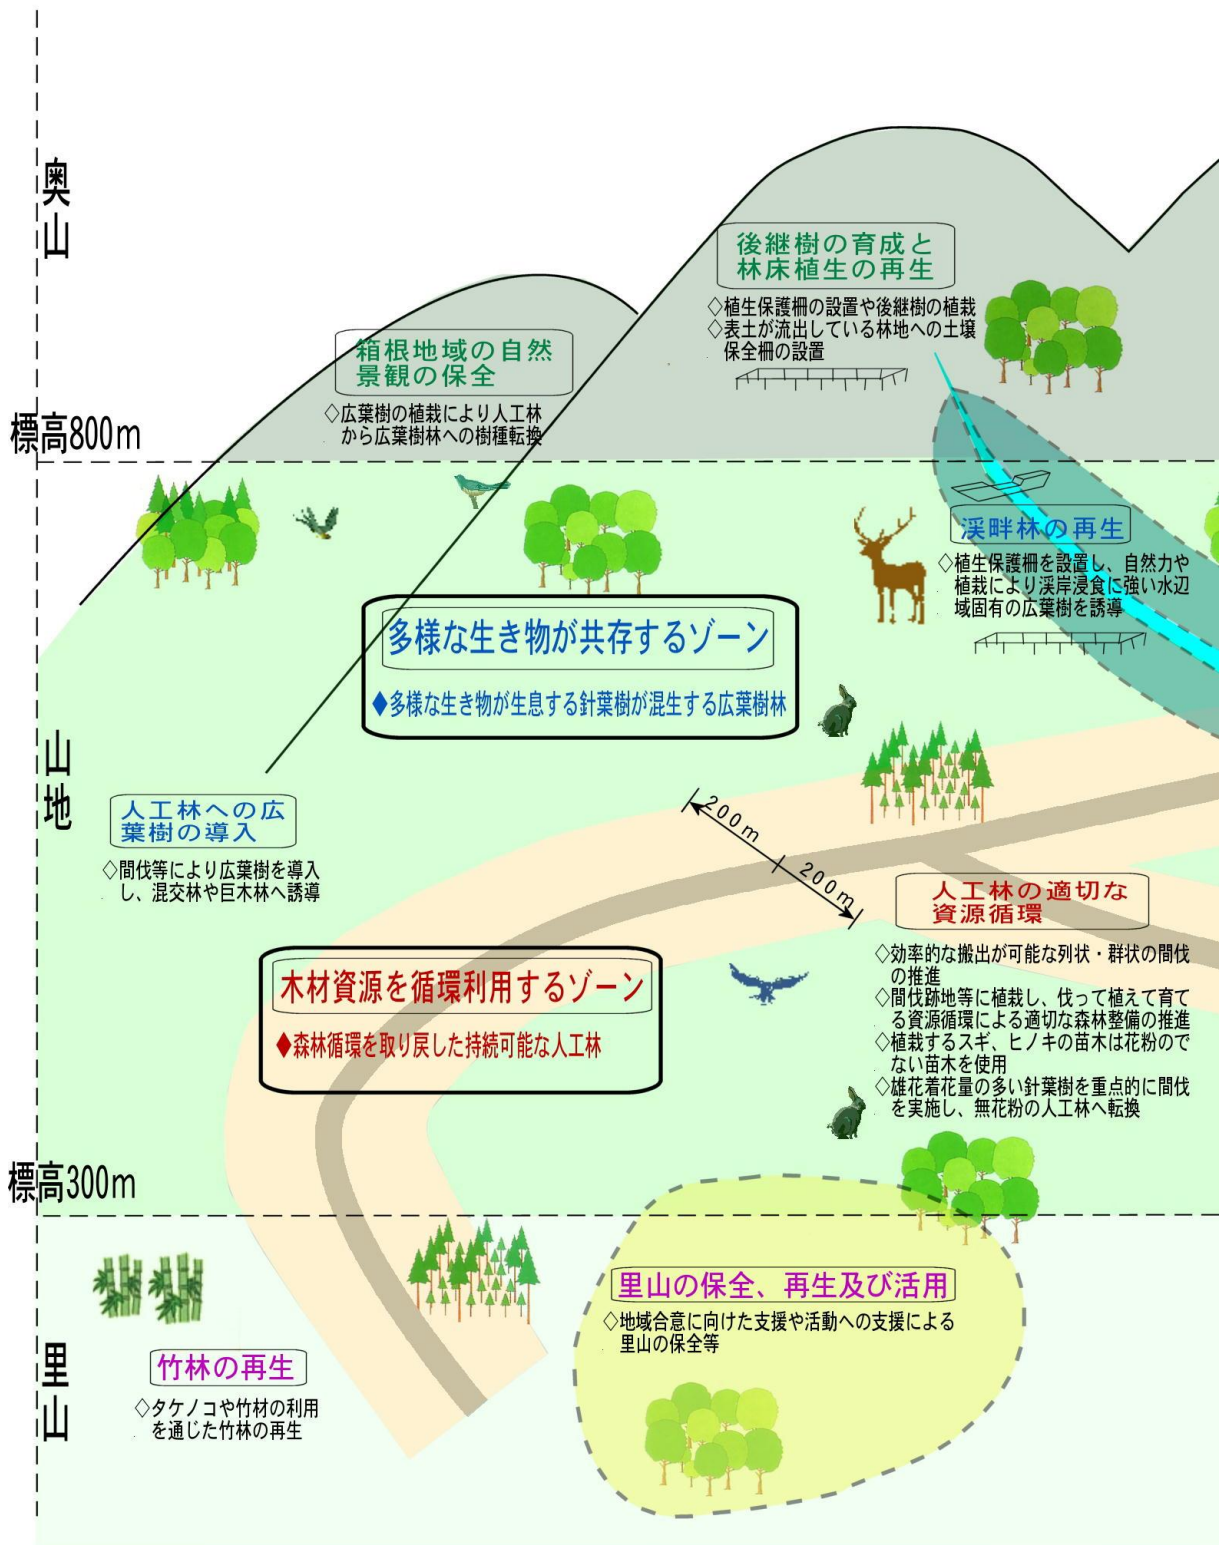 奥山
後継樹の育成と
林床植生の再生
◇植生保護柵の設置や後継樹の植栽
◇表土が流出している林地への土壌
保全柵の設置
箱根地域の自然
景観の保全
◇広葉樹の植栽により人工林
から広葉樹林への樹種転換
標高800m
渓畔林の再生
◇植生保護柵を設置し、自然力や
植栽により渓岸浸食に強い水辺
域固有の広葉樹を誘導
多様な生き物が共存するゾーン
◆多様な生き物が生息する針葉樹が混生する広葉樹林
山地
人工林への広
葉樹の導入
◇間伐等により広葉樹を導入
し、混交林や巨木林へ誘導
200m
200m
人工林の適切な
資源循環
◇効率的な搬出が可能な列状・群状の間伐
の推進
◇間伐跡地等に植栽し、伐って植えて育て
る資源循環による適切な森林整備の推進
◇植栽するスギ、ヒノキの苗木は花粉ので
ない苗木を使用
◇雄花着花量の多い針葉樹を重点的に間伐
を実施し、無花粉の人工林へ転換
木材資源を循環利用するゾーン
◆森林循環を取り戻した持続可能な人工林
標高300m
里山の保全、再生及び活用
◇地域合意に向けた支援や活動への支援による
里山の保全等
里山
竹林の再生
◇タケノコや竹材の利用
を通じた竹林の再生